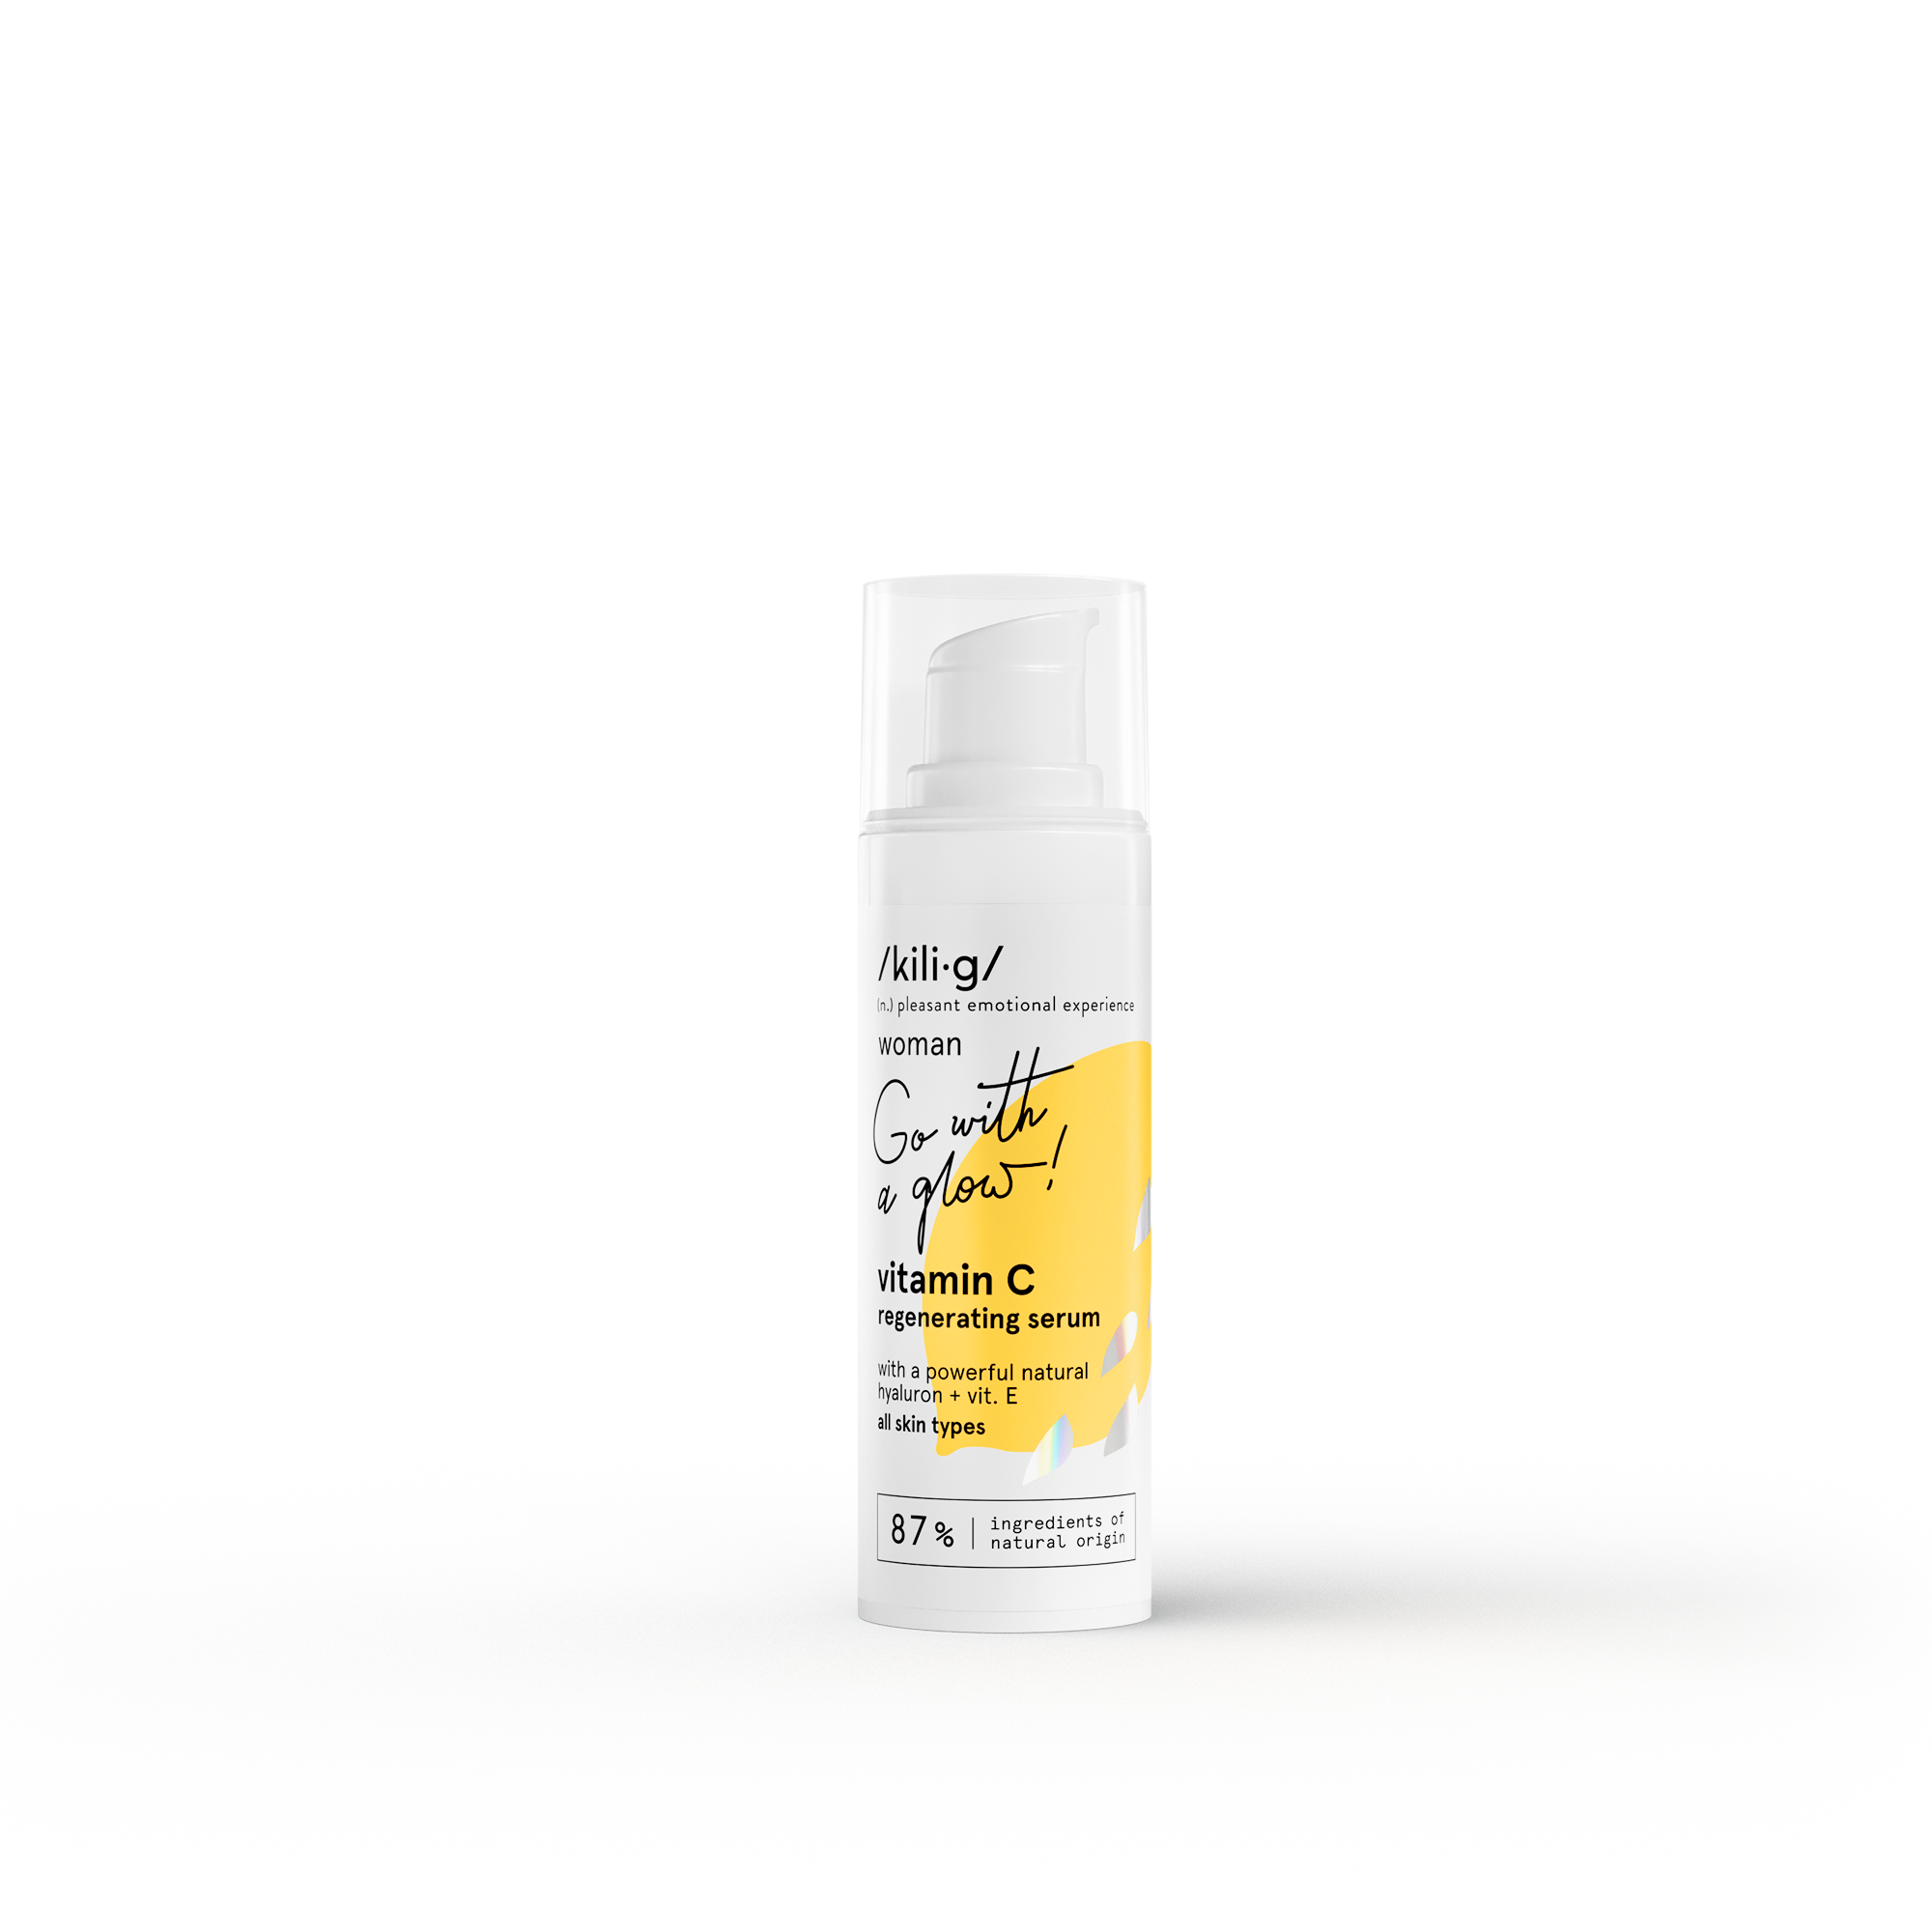 /kili·g/
(n.) pleasant emotional experience
woman
Go with
a glow!
vitamin C
regenerating serum
with a powerful natural
hyaluron + vit. E
all skin types
87% | ingredients of
natural origin